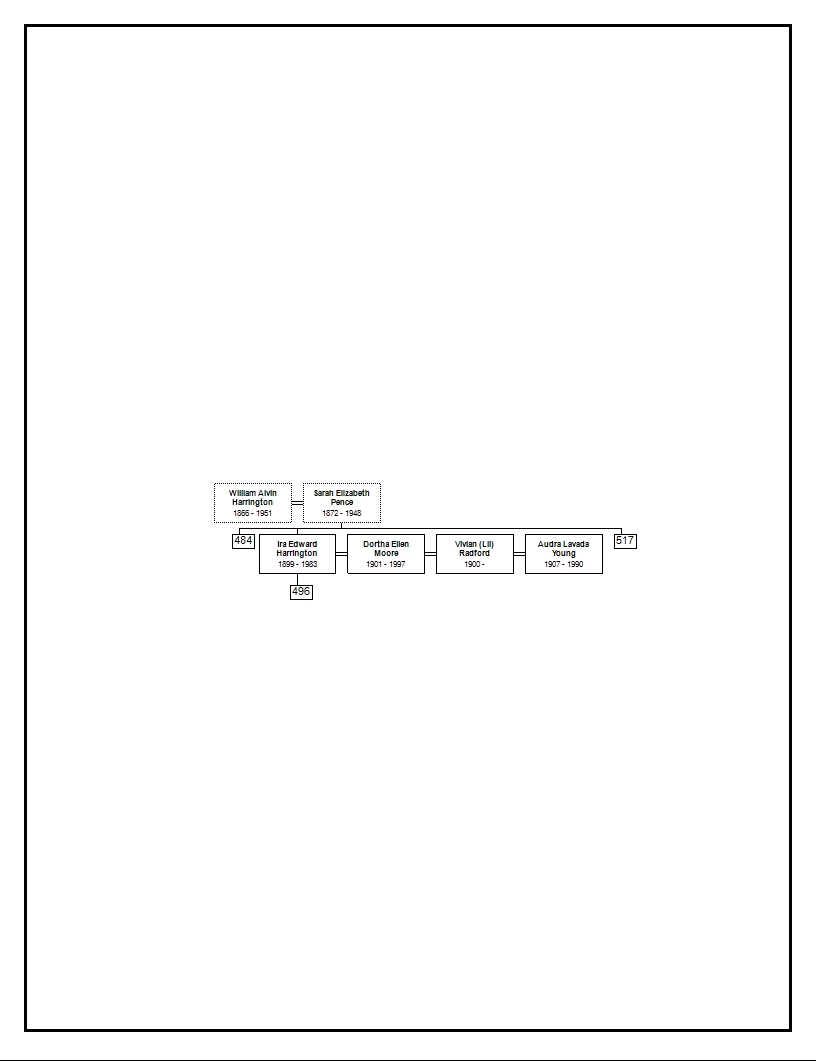 William Alvin
Harrington
1866 - 1951
Sarah Elizabeth
Pence
1872 - 1948
484
Ira Edward
Harrington
1899 - 1983
Dortha Ellen
Moore
1901 - 1997
Vivian (Lil)
Radford
1900 -
Audra Lavada
Young
1907 - 1990
517
496